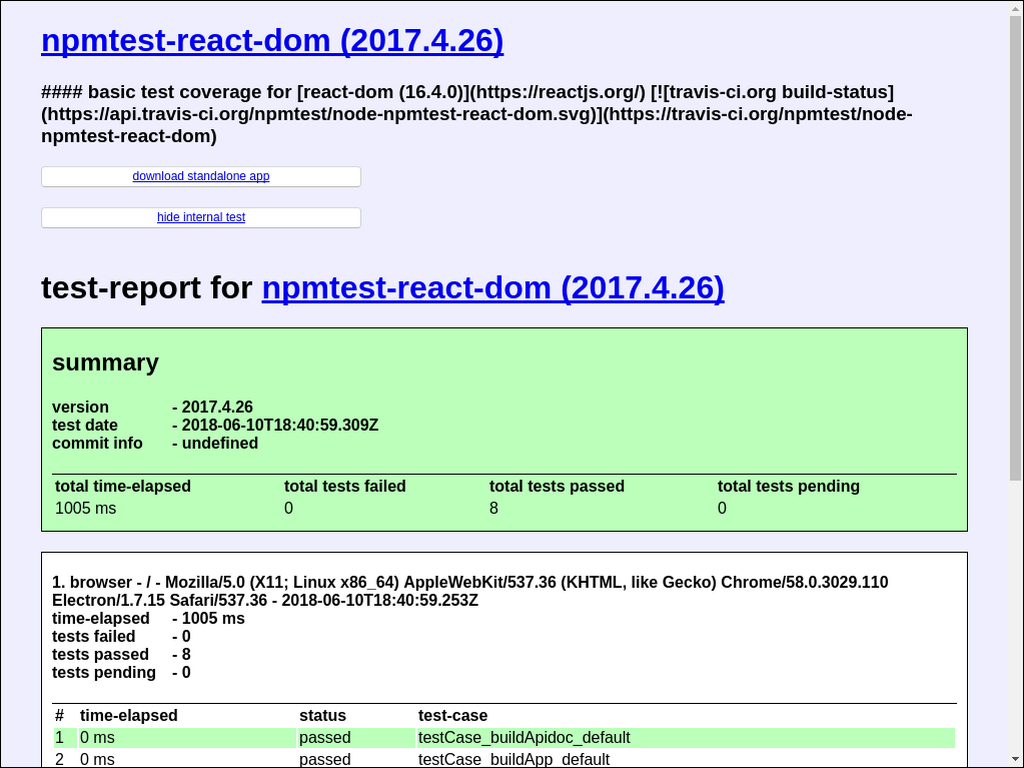 npmtest-react-dom (2017.4.26)
#### basic test coverage for [react-dom (16.4.0)](https://reactjs.org/) [![travis-ci.org build-status]
(https://api.travis-ci.org/npmtest/node-npmtest-react-dom.svg)](https://travis-ci.org/npmtest/node-
npmtest-react-dom)
download standalone app
hide internal test
test-report for npmtest-react-dom (2017.4.26)
summary
version - 2017.4.26
test date - 2018-06-10T18:40:59.309Z
commit info - undefined
total time-elapsed total tests failed total tests passed total tests pending
1005 ms 0 8 0
1. browser - / - Mozilla/5.0 (X11; Linux x86_64) AppleWebKit/537.36 (KHTML, like Gecko) Chrome/58.0.3029.110
Electron/1.7.15 Safari/537.36 - 2018-06-10T18:40:59.253Z
time-elapsed - 1005 ms
tests failed - 0
tests passed - 8
tests pending - 0
# time-elapsed status test-case
1 0 ms passed testCase_buildApidoc_default
2 0 ms passed testCase_buildApp_default